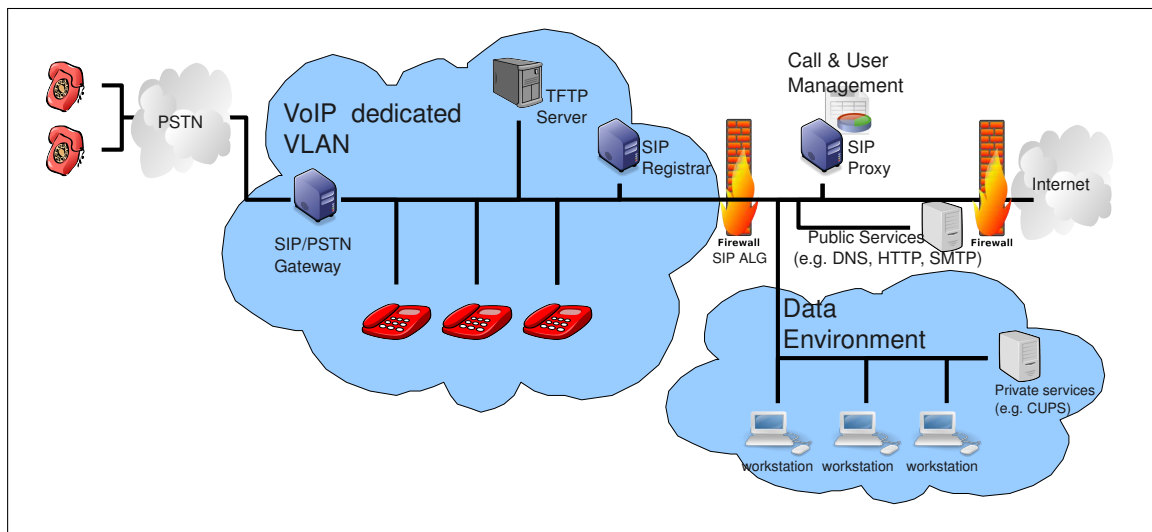 PSTN
VoIP dedicated
VLAN
TFTP
Server
SIP
Registrar
SIP/PSTN
Gateway
Call & User
Management
SIP
Proxy
Firewall
SIP ALG
Public Services
(e.g. DNS, HTTP, SMTP)
Firewall
Internet
Data
Environment
Private services
(e.g. CUPS)
workstation
workstation
workstation